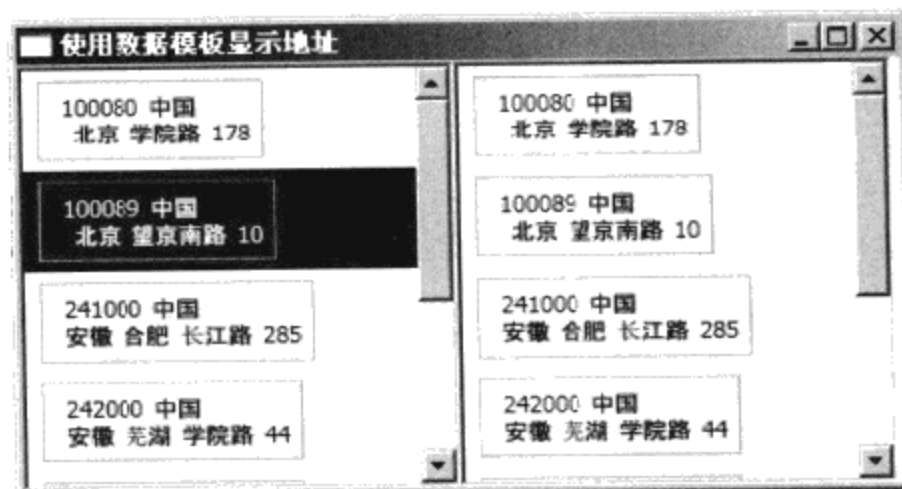 使用数据模板显示地址
100080 中国
北京 学院路 178
100089 中国
北京 望京南路 10
241000 中国
安徽 合肥 长江路 285
242000 中国
安徽 芜湖 学院路 44
100080 中国
北京 学院路 178
100089 中国
北京 望京南路 10
241000 中国
安徽 合肥 长江路 285
242000 中国
安徽 芜湖 学院路 44